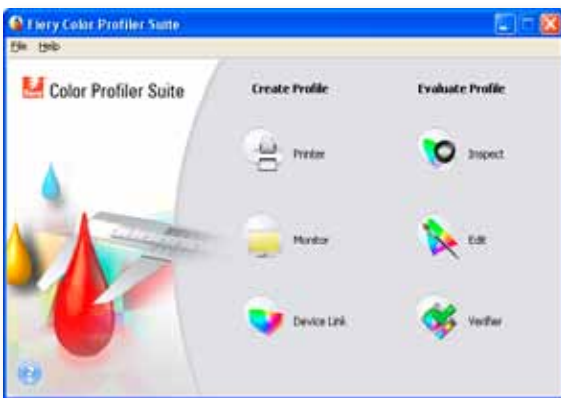 Fiery Color Profiler Suite
File Help
Color Profiler Suite
Create Profile
Evaluate Profile
Printer
Inspect
Monitor
Edit
Device Link
Verifier